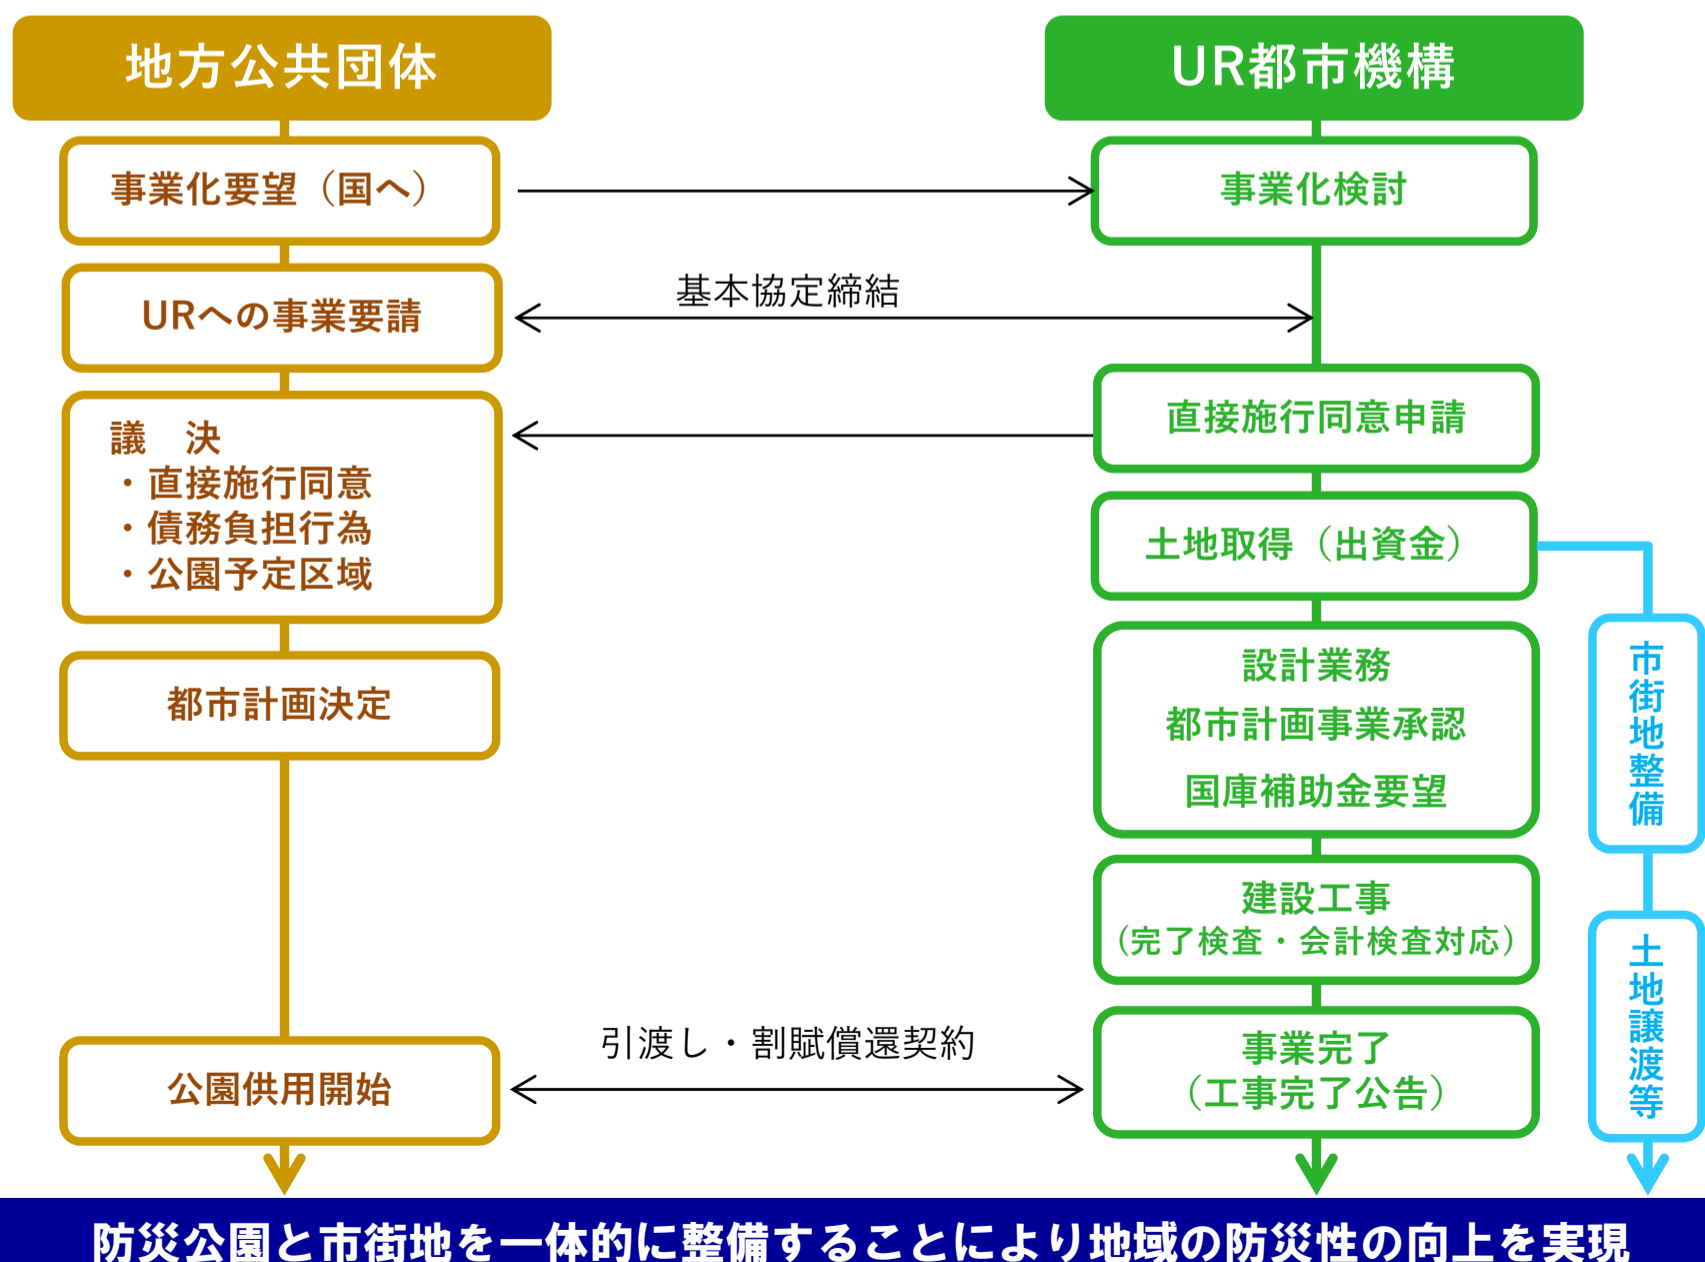 地方公共団体
事業化要望（国へ）
URへの事業要請
議　決
・直接施行同意
・債務負担行為
・公園予定区域
都市計画決定
公園供用開始
基本協定締結
引渡し・割賦償還契約
UR都市機構
事業化検討
直接施行同意申請
土地取得（出資金）
設計業務
都市計画事業承認
国庫補助金要望
建設工事
（完了検査・会計検査対応）
事業完了
（工事完了公告）
市街地整備
土地譲渡等
防災公園と市街地を一体的に整備することにより地域の防災性の向上を実現